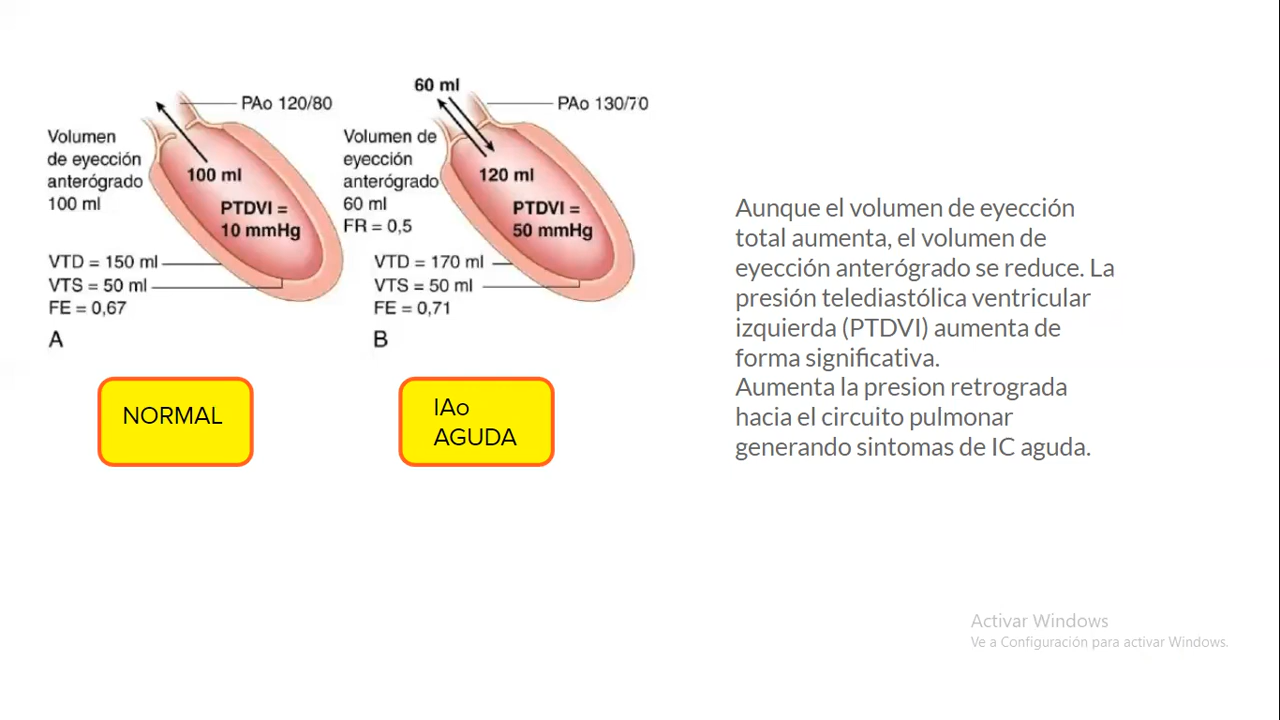 PAo 120/80
Volumen
de eyección
anterógrado
100 ml
100 ml
PTDVI =
10 mmHg
VTD = 150 ml
VTS = 50 ml
FE = 0,67
A
NORMAL
60 ml
PAo 130/70
Volumen de
eyección
anterógrado
60 ml
FR = 0,5
120 ml
PTDVI =
50 mmHg
VTD = 170 ml
VTS = 50 ml
FE = 0,71
B
IAo
AGUDA
Aunque el volumen de eyección
total aumenta, el volumen de
eyección anterógrado se reduce. La
presión telediastólica ventricular
izquierda (PTDVI) aumenta de
forma significativa.
Aumenta la presion retrograda
hacia el circuito pulmonar
generando sintomas de IC aguda.
Activar Windows
Ve a Configuración para activar Windows.